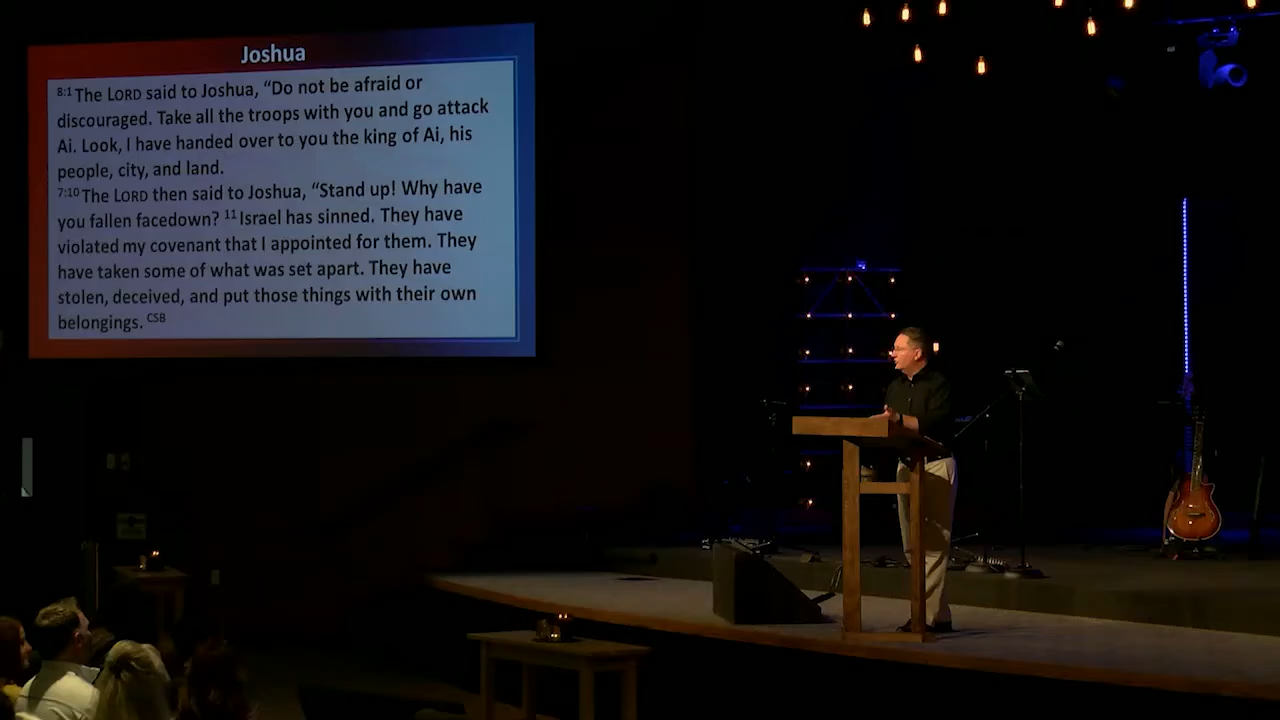 Joshua
8:1 The LORD said to Joshua, “Do not be afraid or
discouraged. Take all the troops with you and go attack
Ai. Look, I have handed over to you the king of Ai, his
people, city, and land.
7:10 The LORD then said to Joshua, “Stand up! Why have
you fallen facedown? 11 Israel has sinned. They have
violated my covenant that I appointed for them. They
have taken some of what was set apart. They have
stolen, deceived, and put those things with their own
belongings. CSB